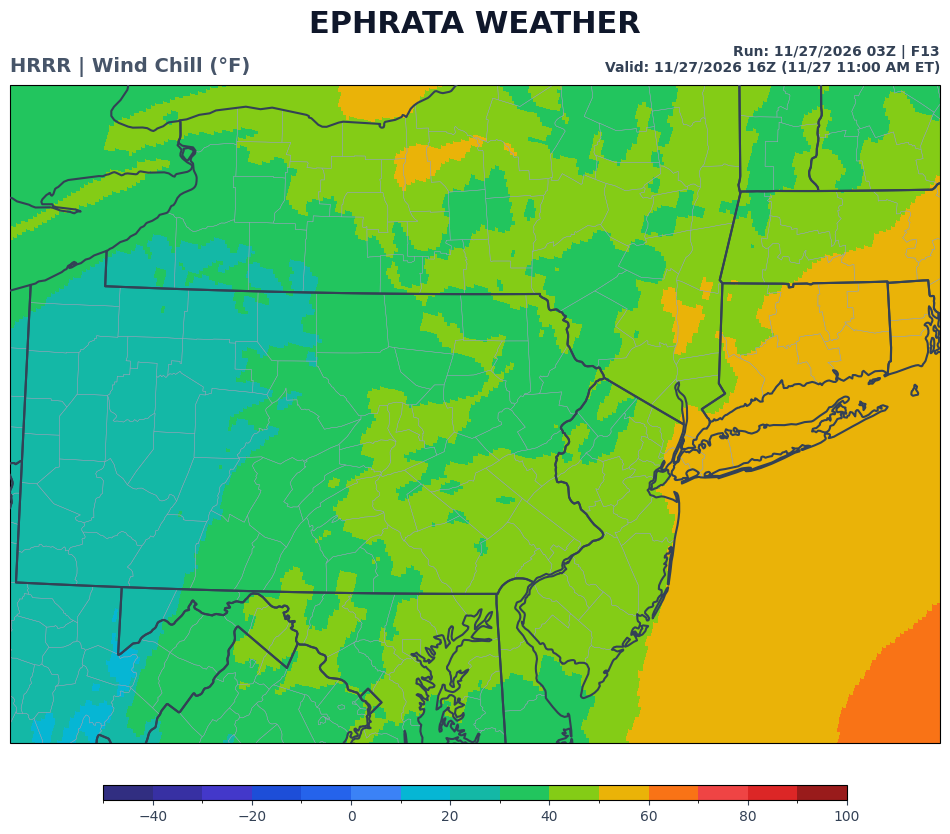 EPHRATA WEATHER
HRRR | Wind Chill (°F)
Run: 11/27/2026 03Z | F13
Valid: 11/27/2026 16Z (11/27 11:00 AM ET)
−40 −20 0 20 40 60 80 100